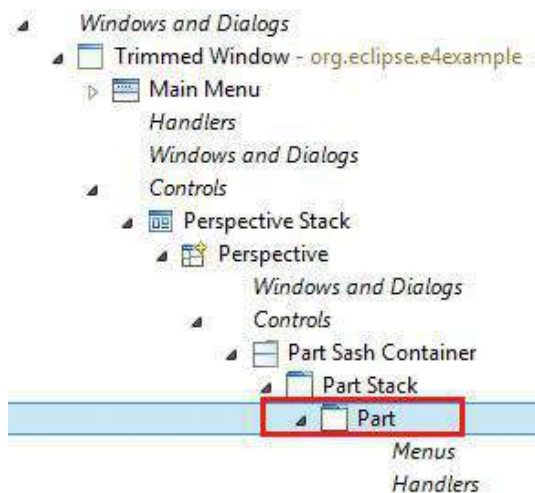 Windows and Dialogs
Trimmed Window - org.eclipse.e4example
Main Menu
Handlers
Windows and Dialogs
Controls
Perspective Stack
Perspective
Windows and Dialogs
Controls
Part Sash Container
Part Stack
Part
Menus
Handlers